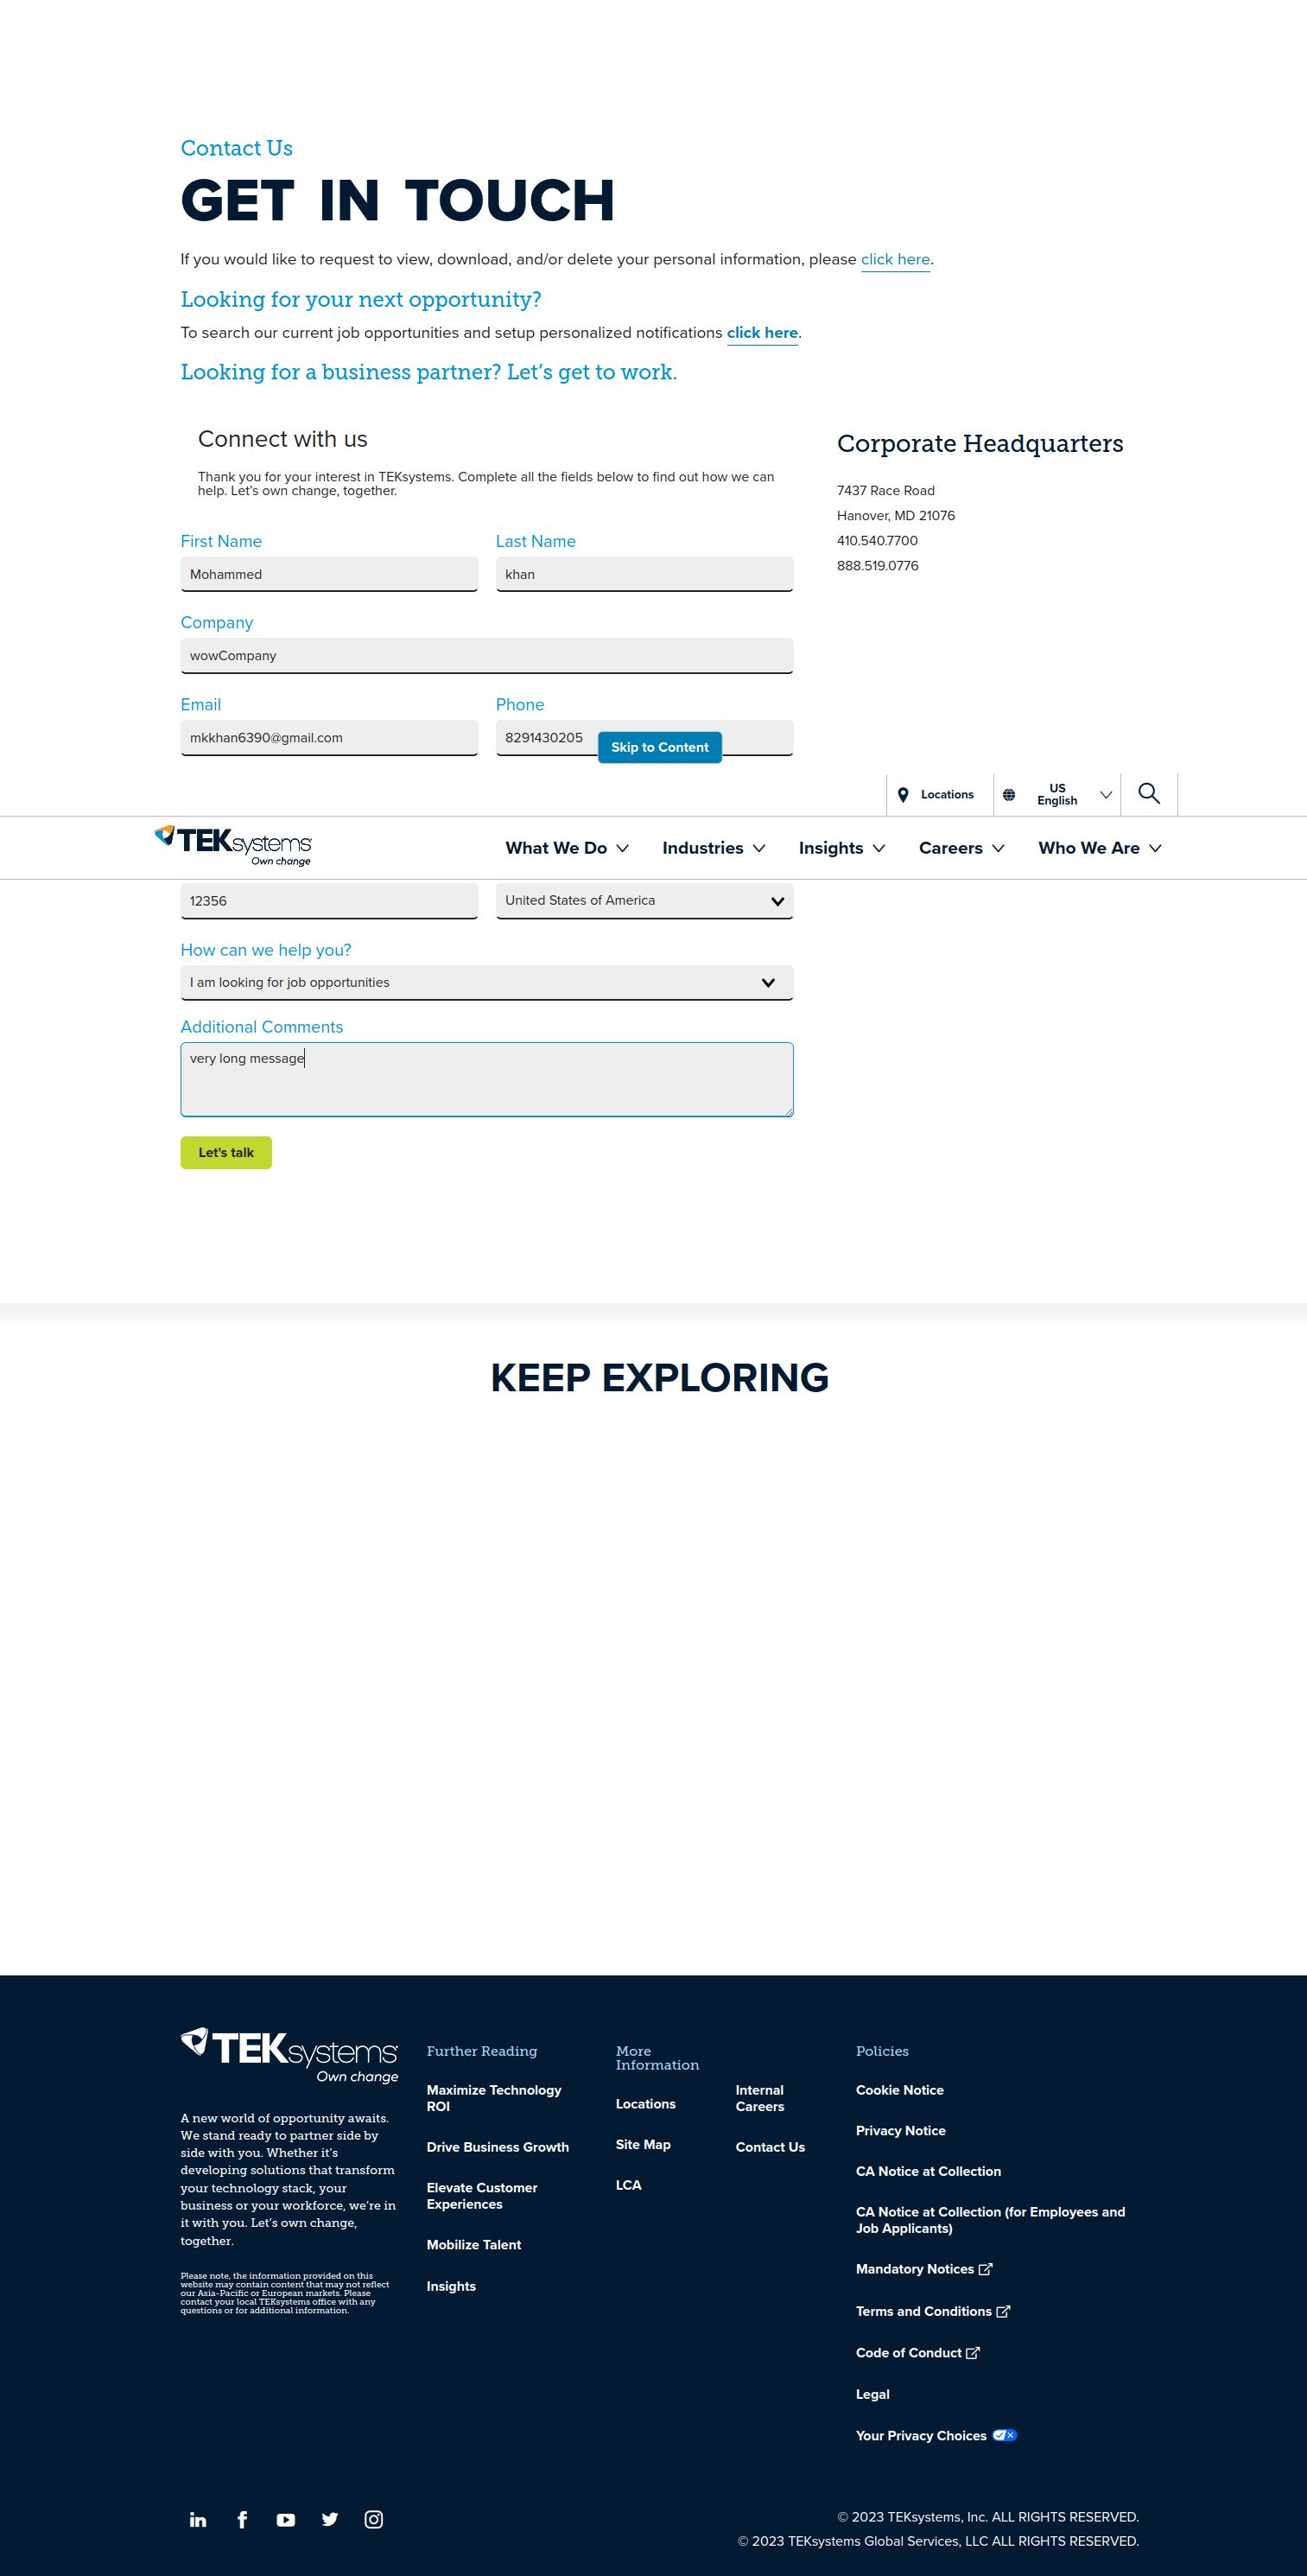 Contact Us
GET IN TOUCH
If you would like to request to view, download, and/or delete your personal information, please click here.
Looking for your next opportunity?
To search our current job opportunities and setup personalized notifications click here.
Looking for a business partner? Let’s get to work.
Connect with us
Thank you for your interest in TEKsystems. Complete all the fields below to find out how we can
help. Let's own change, together.
Corporate Headquarters
7437 Race Road
Hanover, MD 21076
410.540.7700
888.519.0776
First Name
Last Name
Mohammed
khan
Company
wowCompany
Email
Phone
mkkhan6390@gmail.com
8291430205
Skip to Content
Locations
US
English
TEKsystems
Own change
What We Do
Industries
Insights
Careers
Who We Are
12356
United States of America
How can we help you?
I am looking for job opportunities
Additional Comments
very long message
Let's talk
KEEP EXPLORING
TEKsystems
Own change
A new world of opportunity awaits.
We stand ready to partner side by
side with you. Whether it’s
developing solutions that transform
your technology stack, your
business or your workforce, we’re in
it with you. Let’s own change,
together.
Please note, the information provided on this
website may contain content that may not reflect
our Asia-Pacific or European markets. Please
contact your local TEKsystems office with any
questions or for additional information.
Further Reading
Maximize Technology
ROI
Drive Business Growth
Elevate Customer
Experiences
Mobilize Talent
Insights
More
Information
Locations
Site Map
LCA
Internal
Careers
Contact Us
Policies
Cookie Notice
Privacy Notice
CA Notice at Collection
CA Notice at Collection (for Employees and
Job Applicants)
Mandatory Notices
Terms and Conditions
Code of Conduct
Legal
Your Privacy Choices
© 2023 TEKsystems, Inc. ALL RIGHTS RESERVED.
© 2023 TEKsystems Global Services, LLC ALL RIGHTS RESERVED.